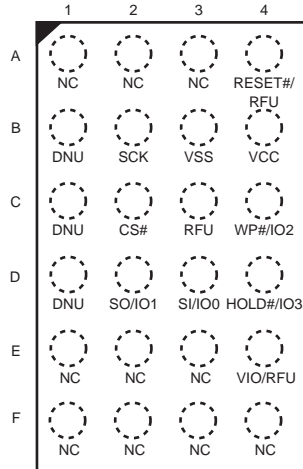 1 2 3 4
A
NC NC NC RESET#/
RFU
B
DNU SCK VSS VCC
C
DNU CS# RFU WP#/IO2
D
DNU SO/IO1 SI/IO0 HOLD#/IO3
E
NC NC NC VIO/RFU
F
NC NC NC NC